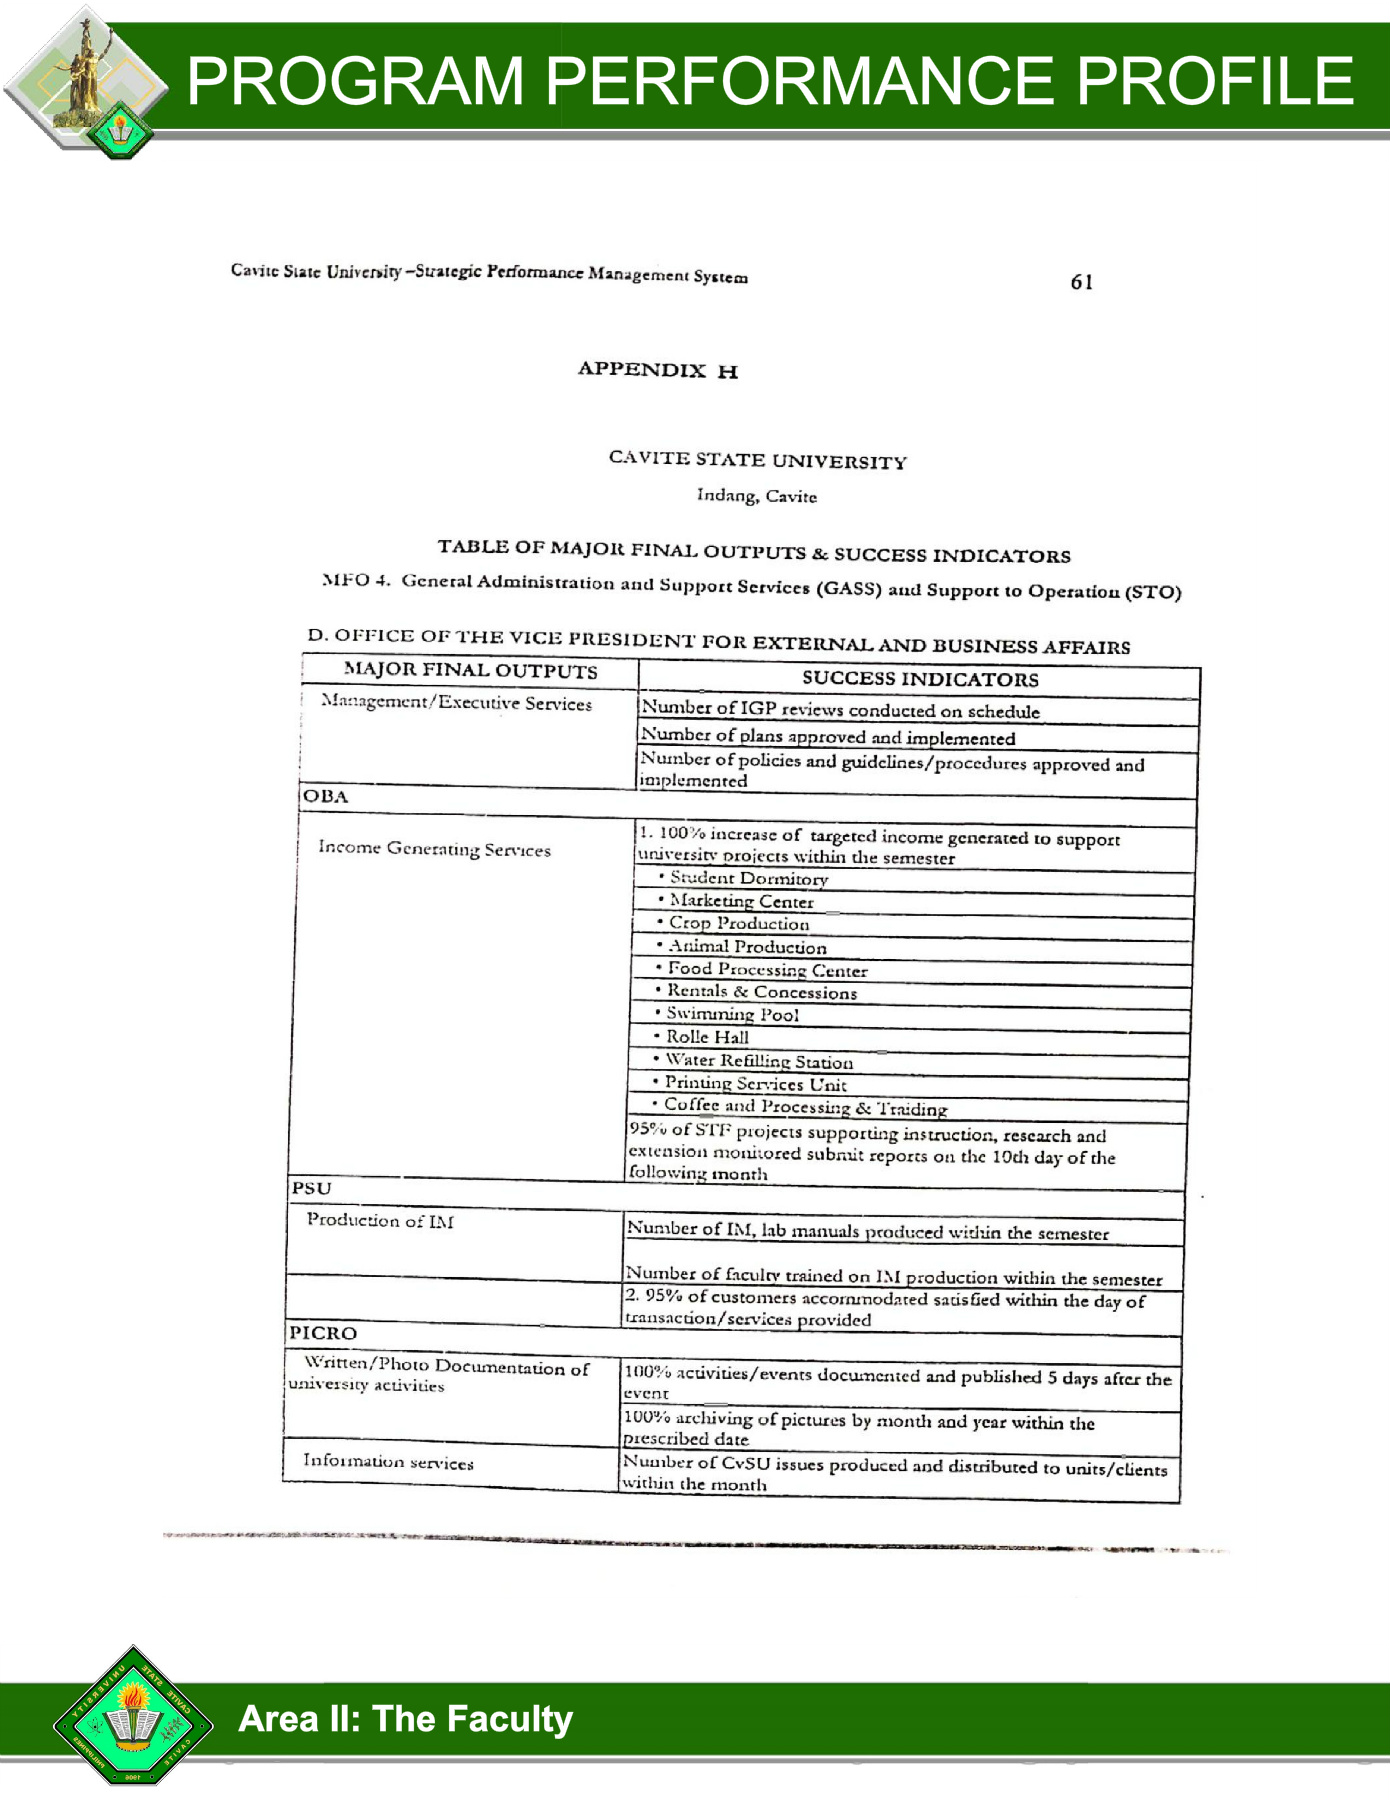 PROGRAM PERFORMANCE PROFILE
Cavite State University –Strategic Performance Management System
61
APPENDIX H
CAVITE STATE UNIVERSITY
Indang, Cavite
TABLE OF MAJOR FINAL OUTPUTS & SUCCESS INDICATORS
MFO 4. General Administration and Support Services (GASS) and Support to Operation (STO)
D. OFFICE OF THE VICE PRESIDENT FOR EXTERNAL AND BUSINESS AFFAIRS
MAJOR FINAL OUTPUTS
SUCCESS INDICATORS
Management/Executive Services
Number of IGP reviews conducted on schedule
Number of plans approved and implemented
Number of policies and guidelines/procedures approved and
implemented
OBA
Income Generating Services
1. 100% increase of targeted income generated to support
university projects within the semester
• Student Dormitory
• Marketing Center
• Crop Production
• Animal Production
• Food Processing Center
• Rentals & Concessions
• Swimming Pool
• Rolle Hall
• Water Refilling Station
• Printing Services Unit
• Coffee and Processing & Traiding
95% of STF projects supporting instruction, research and
extension monitored submit reports on the 10th day of the
following month
PSU
Production of IM
Number of IM, lab manuals produced within the semester
Number of faculty trained on IM production within the semester
2. 95% of customers accommodated satisfied within the day of
transaction/services provided
PICRO
Written/Photo Documentation of
university activities
100% activities/events documented and published 5 days after the
event
100% archiving of pictures by month and year within the
prescribed date
Information services
Number of CvSU issues produced and distributed to units/clients
within the month
CAVITE STATE UNIVERSITY
CAVITE
PHILIPPINES
1906
Area II: The Faculty